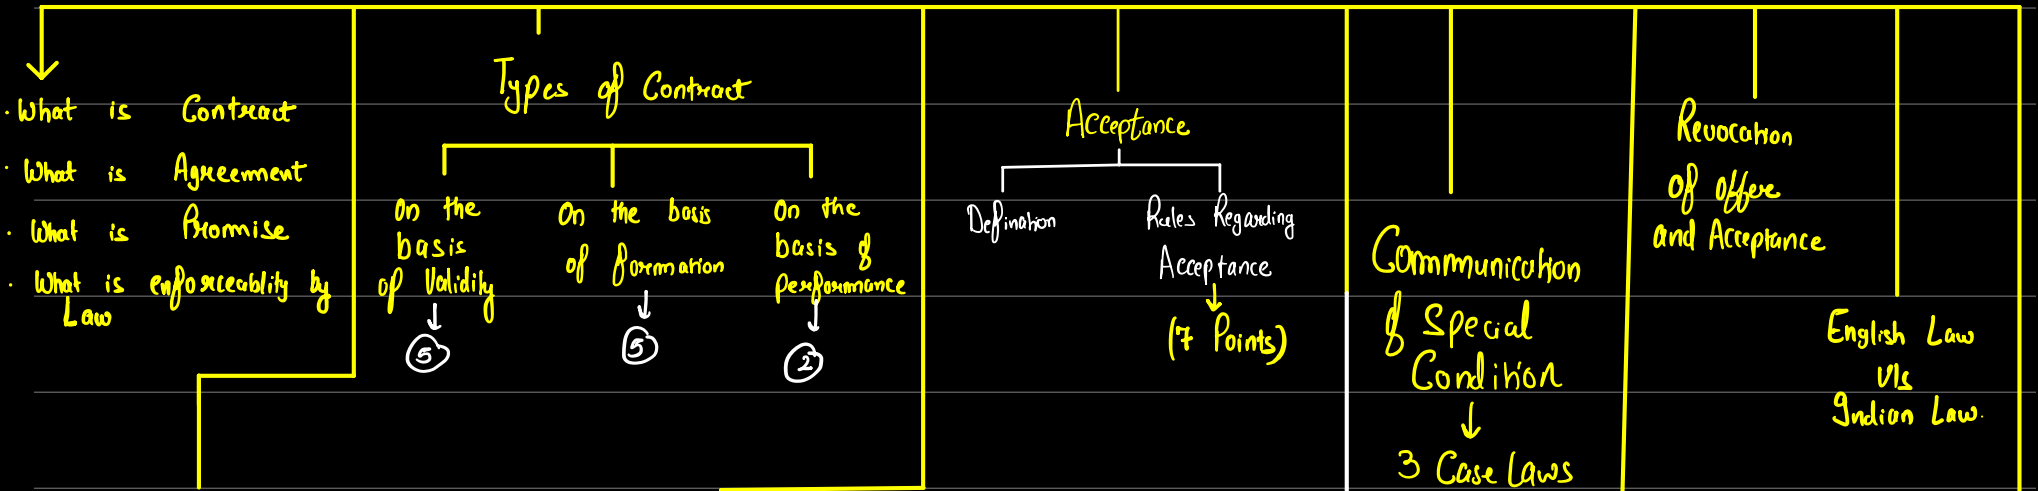 · What is Contract
· What is Agreement
· What is Promise
· What is enforceablity by
Law
Types of Contract
On the
basis
of Validity
5
On the basis
of formation
5
On the
basis of
performance
2
Acceptance
Defination
Rules Regarding
Acceptance
(7 Points)
Communication
of Special
Condition
3 Case Laws
Revocation
Of offer
and Acceptance
English Law
V/s
Indian Law.